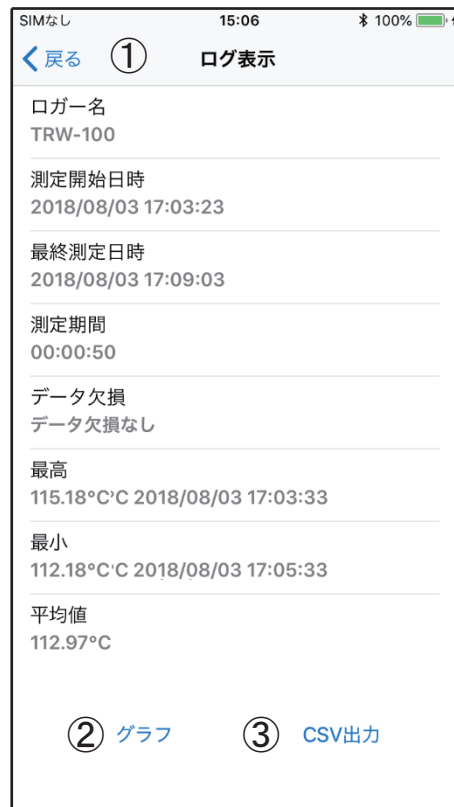 SIMなし 15:06 100%
戻る ① ログ表示
ロガー名
TRW-100
測定開始日時
2018/08/03 17:03:23
最終測定日時
2018/08/03 17:09:03
測定期間
00:00:50
データ欠損
データ欠損なし
最高
115.18°C°C 2018/08/03 17:03:33
最小
112.18°C°C 2018/08/03 17:05:33
平均値
112.97°C
② グラフ ③ CSV出力